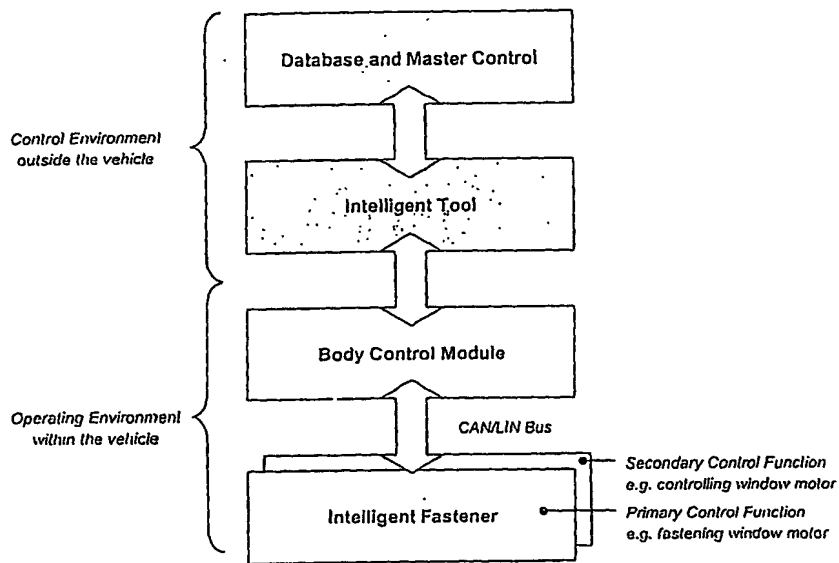 Database and Master Control
Control Environment
outside the vehicle
Intelligent Tool
Body Control Module
Operating Environment
within the vehicle
CAN/LIN Bus
Secondary Control Function
e.g. controlling window motor
Intelligent Fastener
Primary Control Function
e.g. fastening window motor